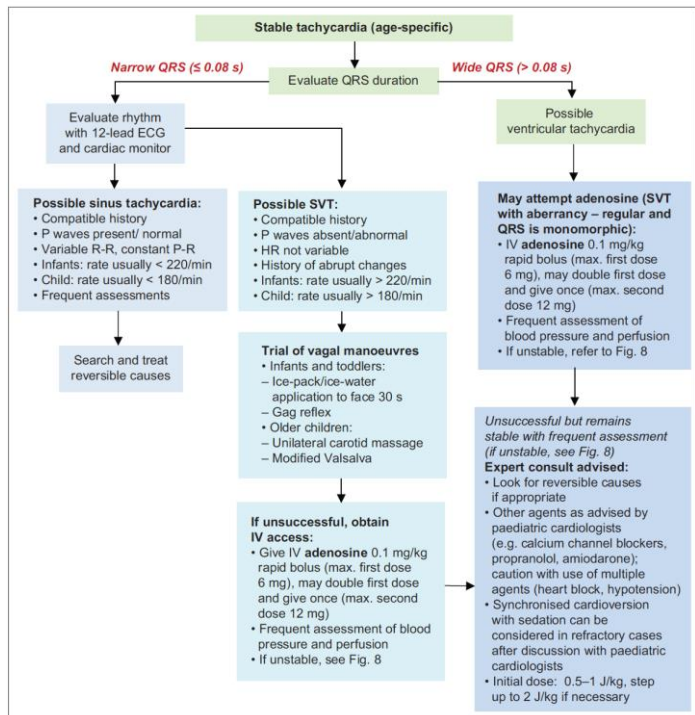 Stable tachycardia (age-specific)
Narrow QRS (≤ 0.08 s)
Evaluate QRS duration
Wide QRS (> 0.08 s)
Evaluate rhythm
with 12-lead ECG
and cardiac monitor
Possible
ventricular tachycardia
Possible sinus tachycardia:
• Compatible history
• P waves present/ normal
• Variable R-R, constant P-R
• Infants: rate usually < 220/min
• Child: rate usually < 180/min
• Frequent assessments
Search and treat
reversible causes
Possible SVT:
• Compatible history
• P waves absent/abnormal
• HR not variable
• History of abrupt changes
• Infants: rate usually > 220/min
• Child: rate usually > 180/min
Trial of vagal manoeuvres
• Infants and toddlers:
– Ice-pack/ice-water
application to face 30 s
– Gag reflex
• Older children:
– Unilateral carotid massage
– Modified Valsalva
If unsuccessful, obtain
IV access:
• Give IV adenosine 0.1 mg/kg
rapid bolus (max. first dose
6 mg), may double first dose
and give once (max. second
dose 12 mg)
• Frequent assessment of blood
pressure and perfusion
• If unstable, see Fig. 8
May attempt adenosine (SVT
with aberrancy – regular and
QRS is monomorphic):
• IV adenosine 0.1 mg/kg
rapid bolus (max. first dose
6 mg), may double first dose
and give once (max. second
dose 12 mg)
• Frequent assessment of
blood pressure and perfusion
• If unstable, refer to Fig. 8
Unsuccessful but remains
stable with frequent assessment
(if unstable, see Fig. 8)
Expert consult advised:
• Look for reversible causes
if appropriate
• Other agents as advised by
paediatric cardiologists
(e.g. calcium channel blockers,
propranolol, amiodarone);
caution with use of multiple
agents (heart block, hypotension)
• Synchronised cardioversion
with sedation can be
considered in refractory cases
after discussion with paediatric
cardiologists
• Initial dose: 0.5–1 J/kg, step
up to 2 J/kg if necessary